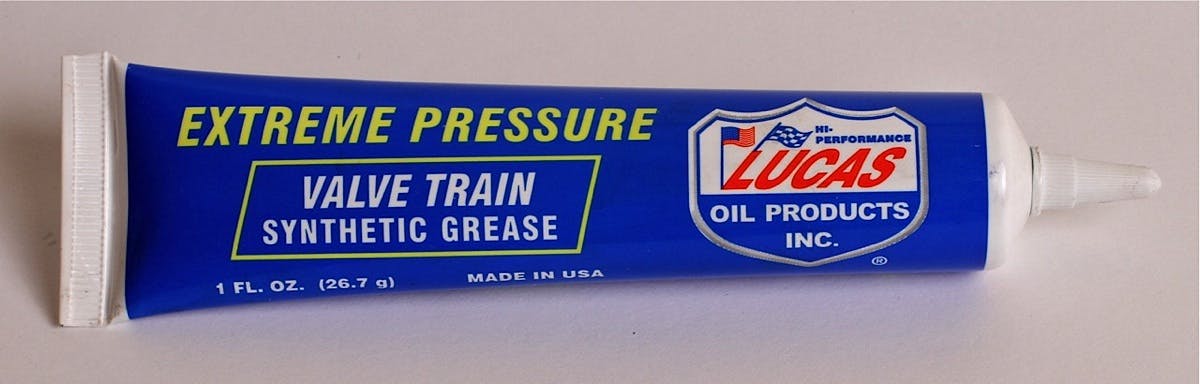 EXTREME PRESSURE
VALVE TRAIN
SYNTHETIC GREASE
1 FL. OZ. (26.7 g)
MADE IN USA
HI-
PERFORMANCE
LUCAS
OIL PRODUCTS
INC.
®